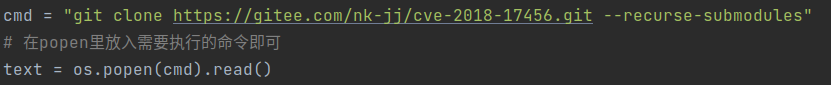 cmd = "git clone https://gitee.com/nk-jj/cve-2018-17456.git --recurse-submodules"
# 在popen里放入需要执行的命令即可
text = os.popen(cmd).read()